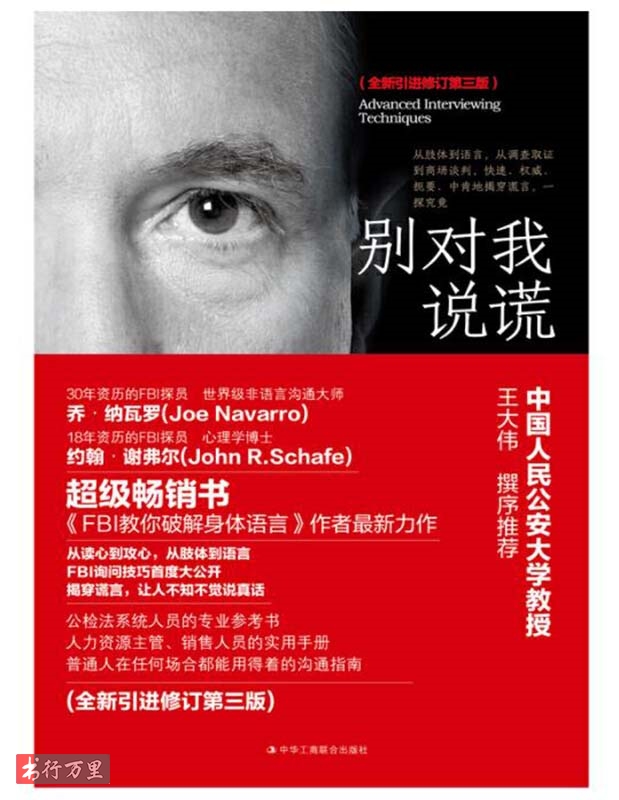 (全新引进修订第三版)
Advanced Interviewing
Techniques
从肢体到语言，从调查取证
到商场谈判，快速、权威、
扼要、中肯地揭穿谎言，一
探究竟
别对我
说谎
30年资历的FBI探员 世界级非语言沟通大师
乔·纳瓦罗(Joe Navarro)
18年资历的FBI探员 心理学博士
约翰·谢弗尔(John R.Schafe)
超级畅销书
《FBI教你破解身体语言》作者最新力作
从读心到攻心，从肢体到语言
FBI询问技巧首度大公开
揭穿谎言，让人不知不觉说真话
公检法系统人员的专业参考书
人力资源主管、销售人员的实用手册
普通人在任何场合都能用得着的沟通指南
(全新引进修订第三版)
中国人民公安大学教授
王大伟 撰序推荐
中华工商联合出版社
书行万里